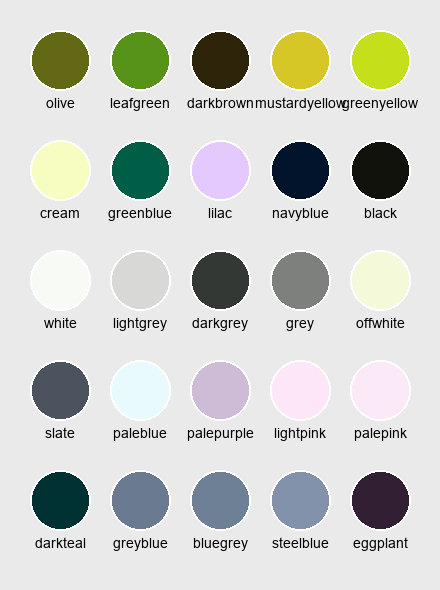 olive leafgreen darkbrown mustardyellow greenyellow
cream greenblue lilac navyblue black
white lightgrey darkgrey grey offwhite
slate paleblue palepurple lightpink palepink
darkteal greyblue bluegrey steelblue eggplant